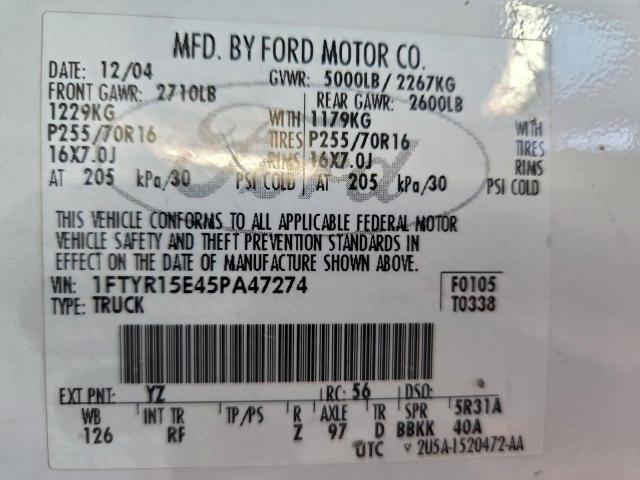 MFD. BY FORD MOTOR CO.
DATE: 12/04 GVWR: 5000LB/ 2267KG
FRONT GAWR: 2710LB REAR GAWR: 2600LB
1229KG WITH 1179KG WITH
P255/70R16 TIRES P255/70R16 TIRES
16X7.0J RIMS 16X7.0J RIMS
AT 205 kPa/30 PSI COLD AT 205 kPa/30 PSI COLD
Ford
THIS VEHICLE CONFORMS TO ALL APPLICABLE FEDERAL MOTOR
VEHICLE SAFETY AND THEFT PREVENTION STANDARDS IN
EFFECT ON THE DATE OF MANUFACTURE SHOWN ABOVE.
VIN: 1FTYR15E45PA47274 F0105
TYPE: TRUCK T0338
EXT PNT: YZ RC: 56 DSO:
WB INT TR TP/PS R AXLE TR SPR 5R31A
126 RF Z 97 D BBKK 40A
UTC 2U5A-1520472-AA